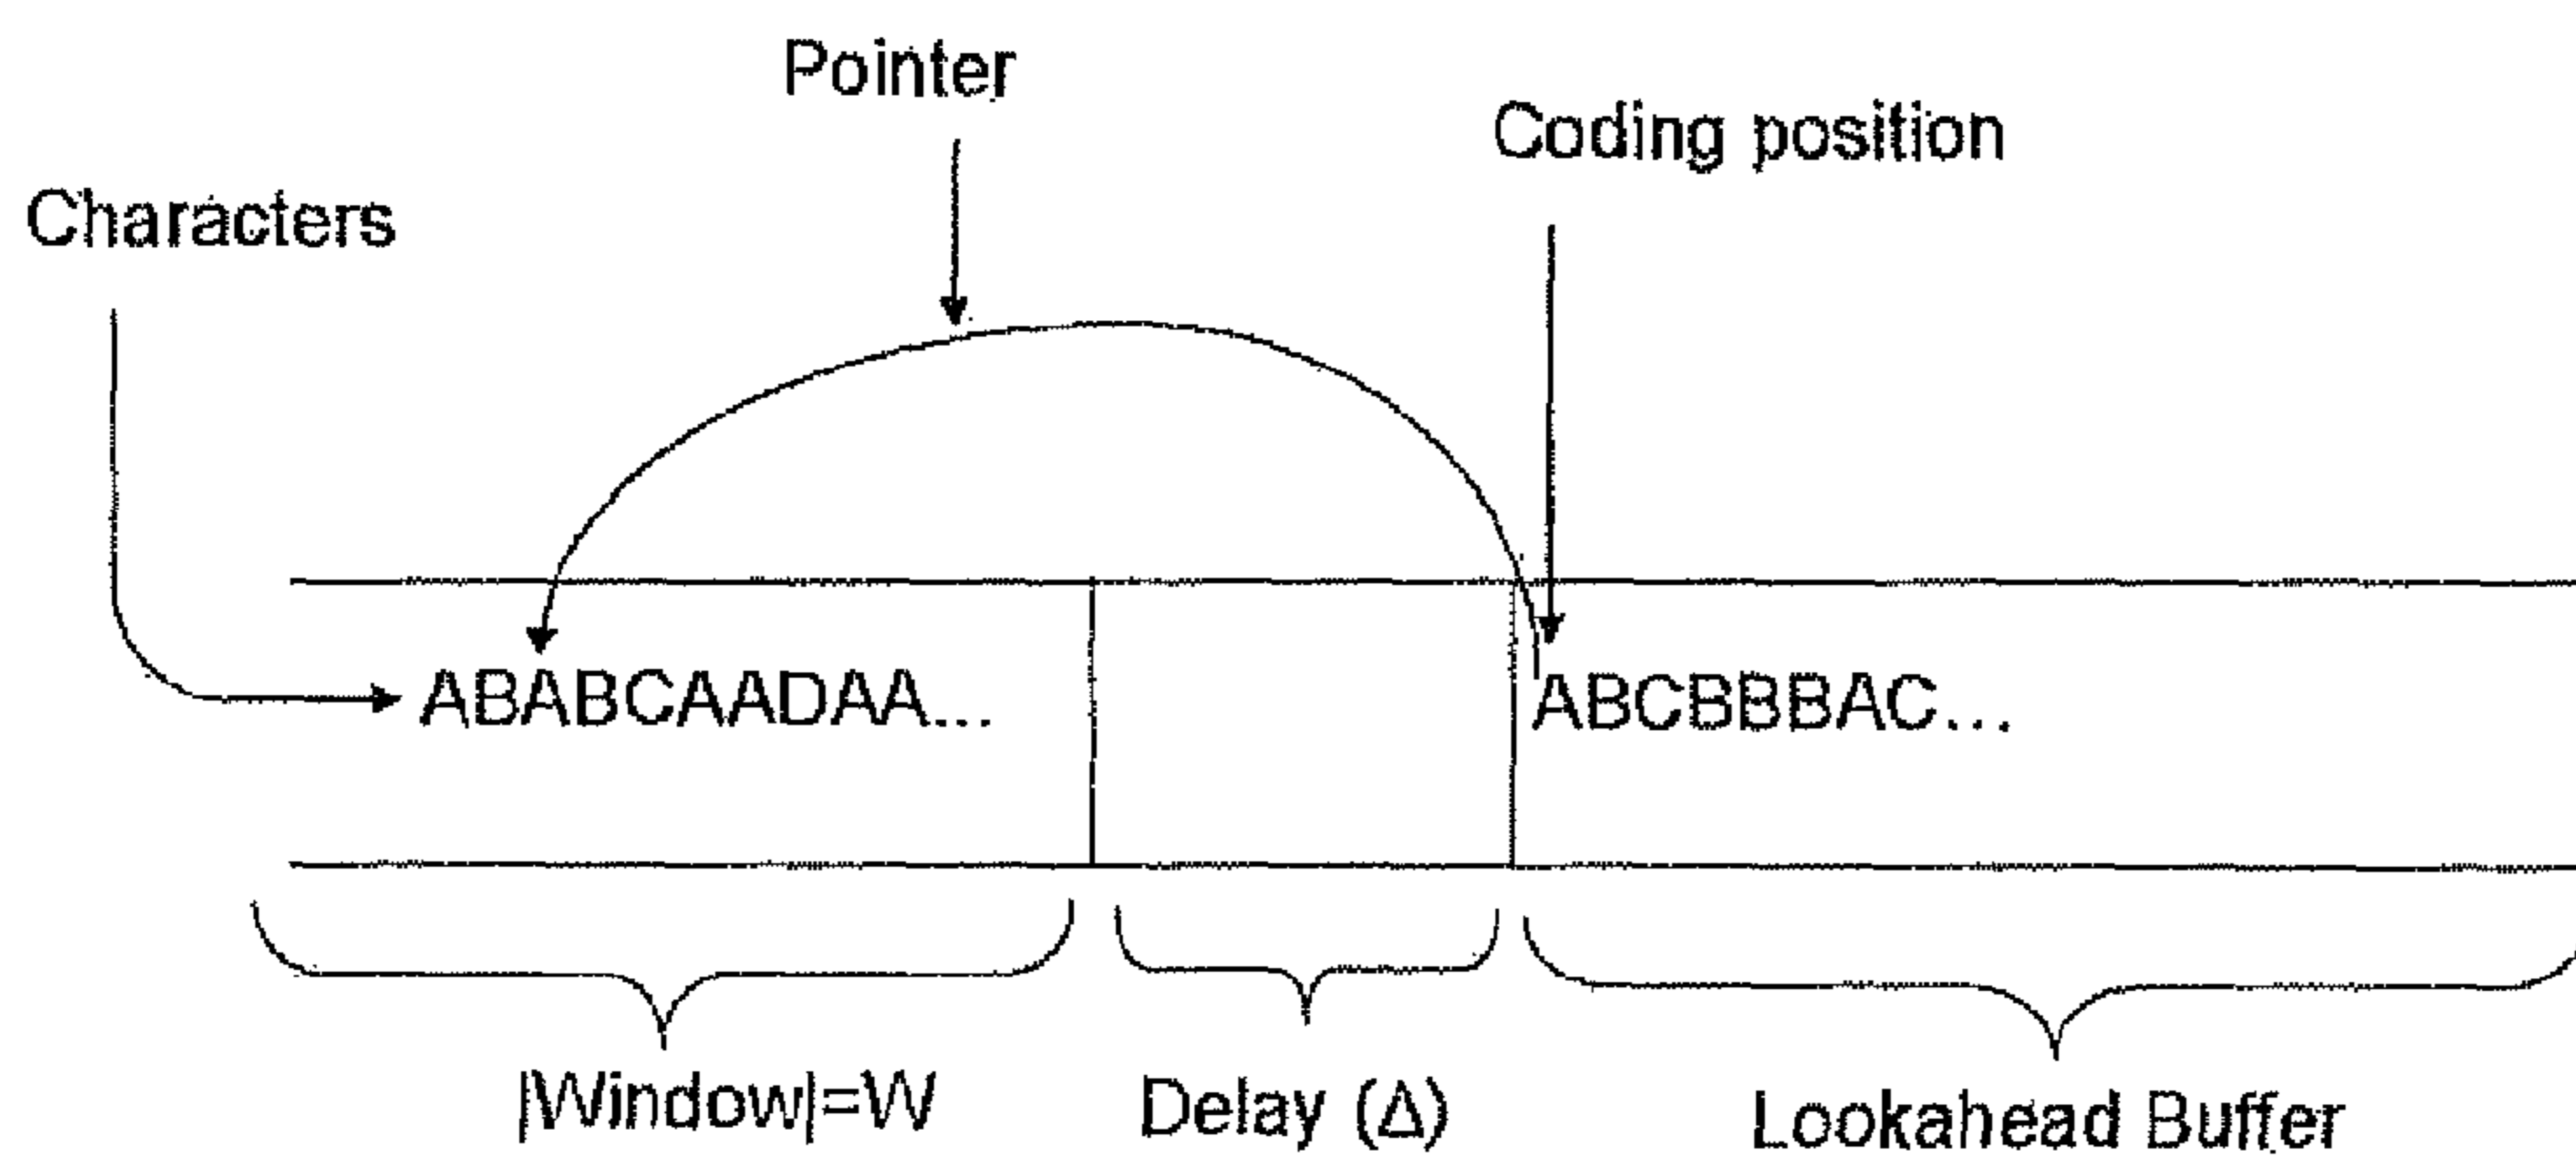 Pointer
Coding position
Characters
ABABCAADAA...
ABCBBBAC...
|Window|=W
Delay (Δ)
Lookahead Buffer